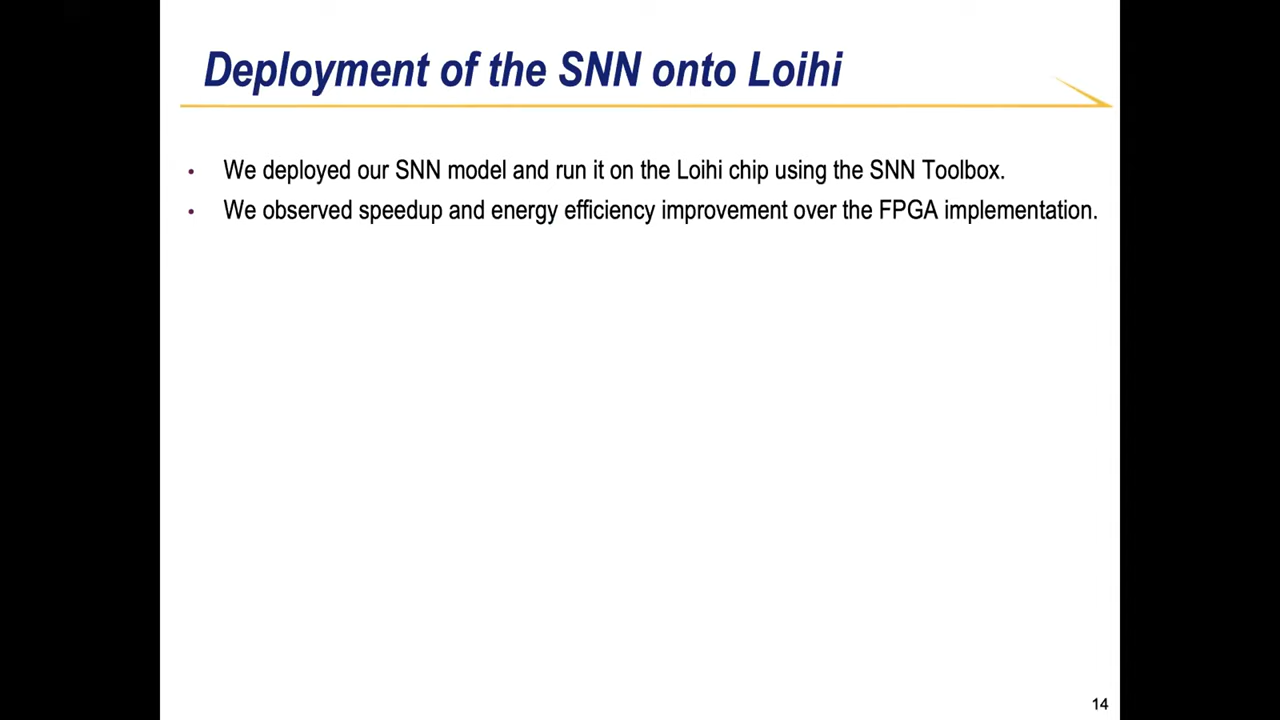 Deployment of the SNN onto Loihi
• We deployed our SNN model and run it on the Loihi chip using the SNN Toolbox.
• We observed speedup and energy efficiency improvement over the FPGA implementation.
14